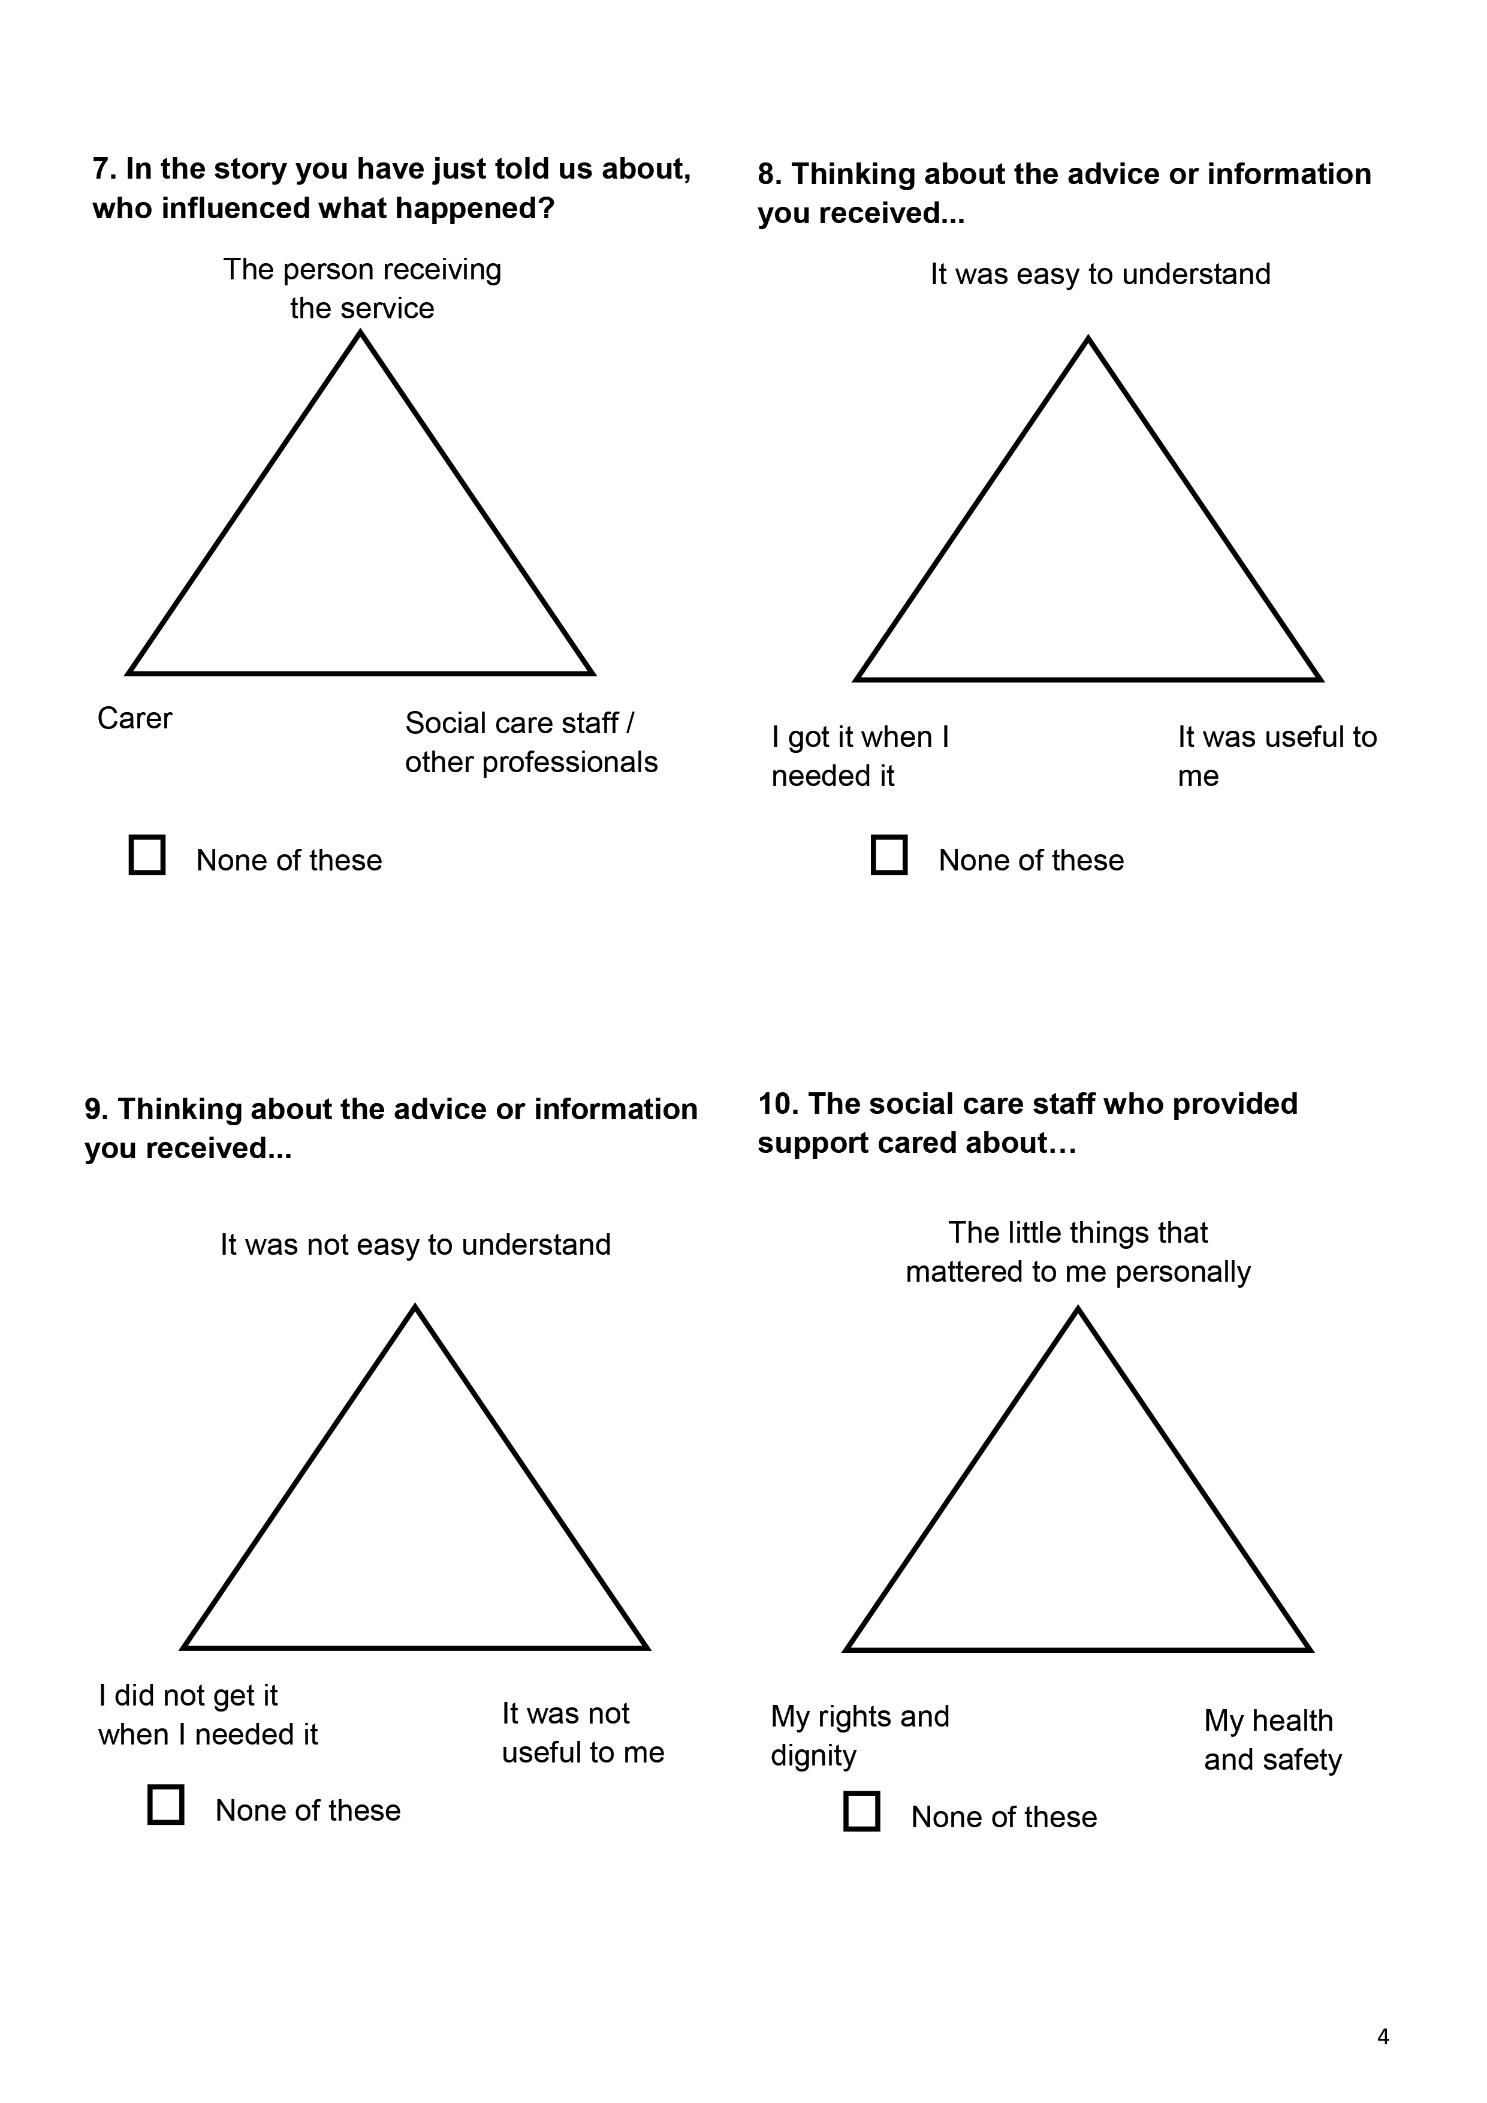 7. In the story you have just told us about,
who influenced what happened?
The person receiving
the service
Carer
Social care staff /
other professionals
None of these
8. Thinking about the advice or information
you received...
It was easy to understand
I got it when I
needed it
It was useful to
me
None of these
9. Thinking about the advice or information
you received...
It was not easy to understand
I did not get it
when I needed it
It was not
useful to me
None of these
10. The social care staff who provided
support cared about…
The little things that
mattered to me personally
My rights and
dignity
My health
and safety
None of these
4